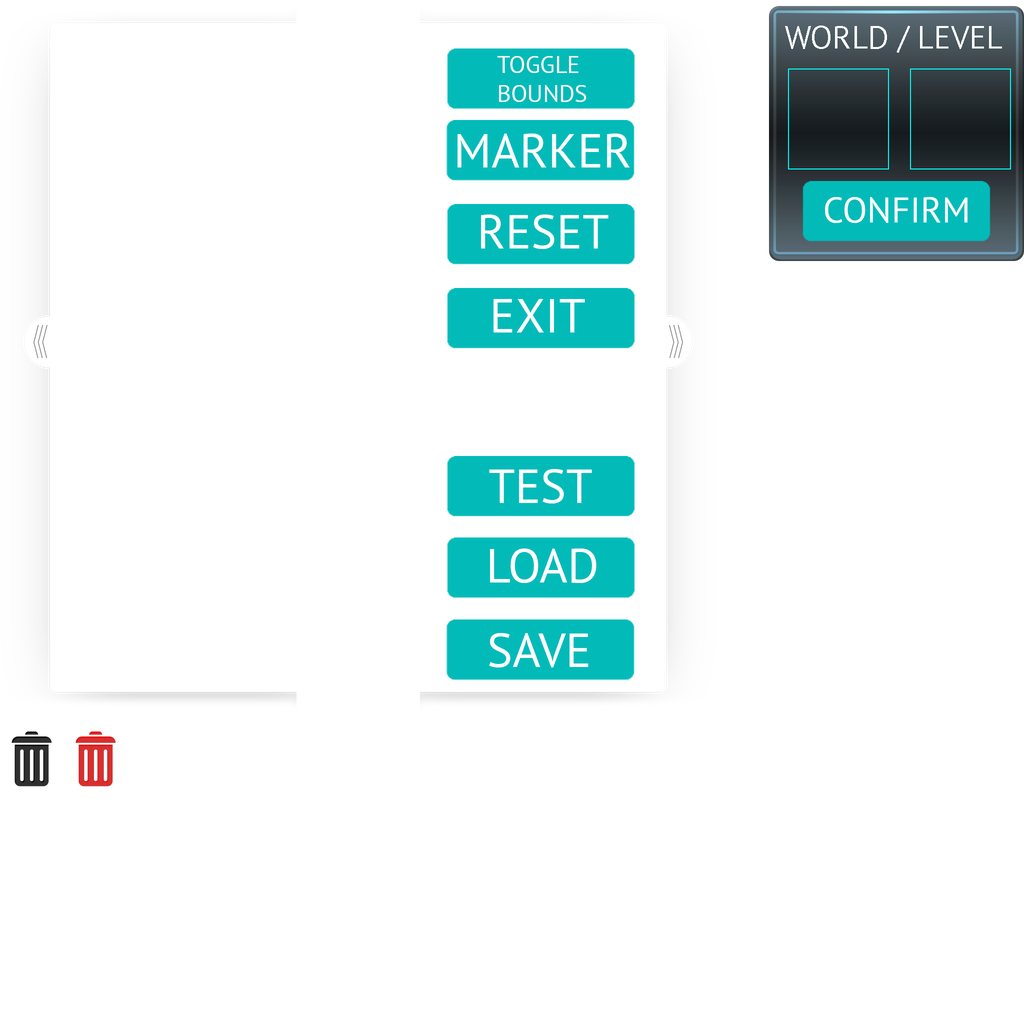 TOGGLE
BOUNDS
MARKER
RESET
EXIT
TEST
LOAD
SAVE
WORLD / LEVEL
CONFIRM